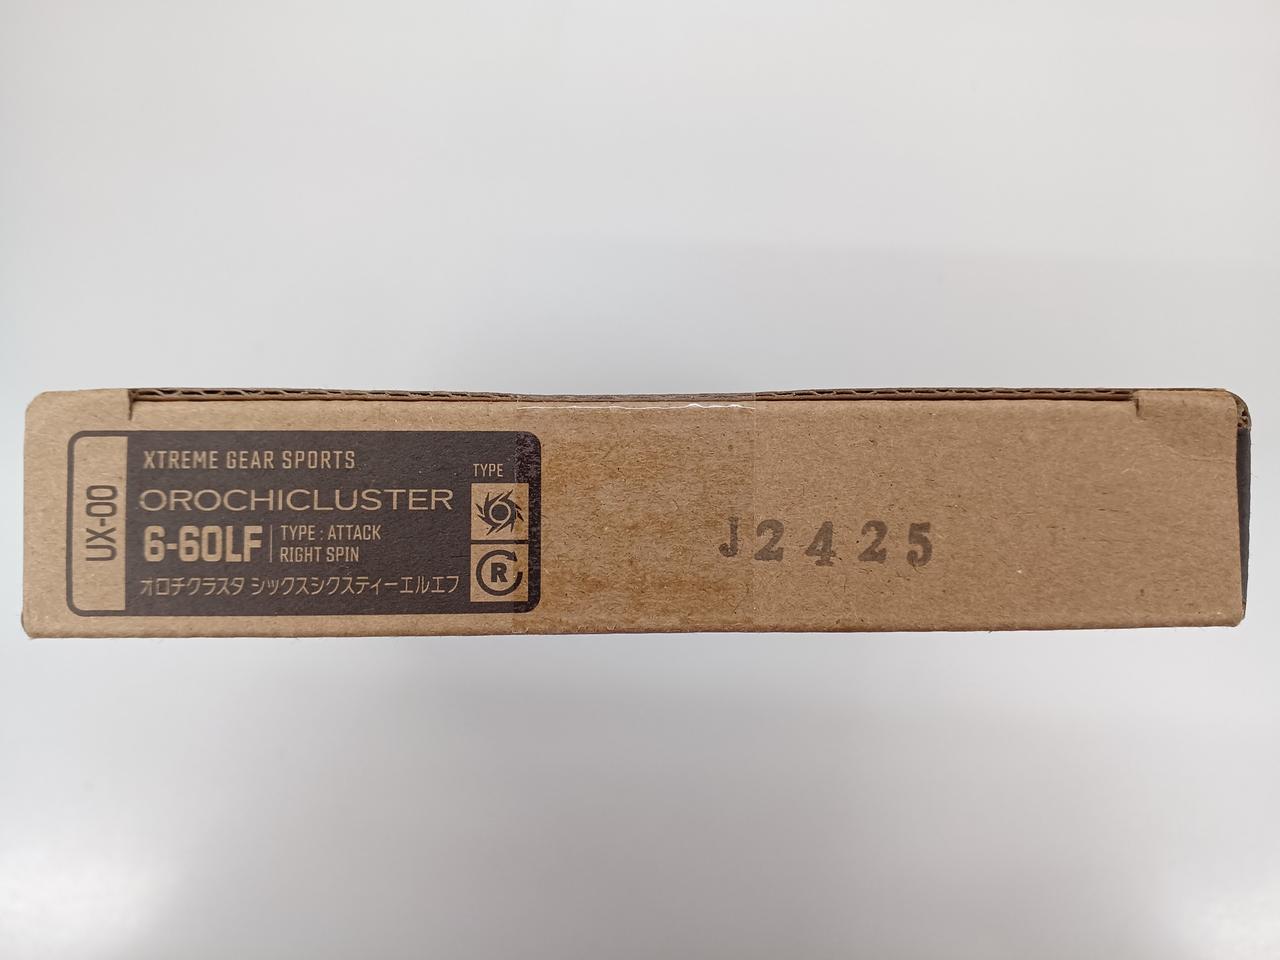 UX-00
XTREME GEAR SPORTS
TYPE
OROCHICLUSTER
6-60LF
TYPE : ATTACK
RIGHT SPIN
R
オロチクラスタ シックスシクスティーエルエフ
J2425